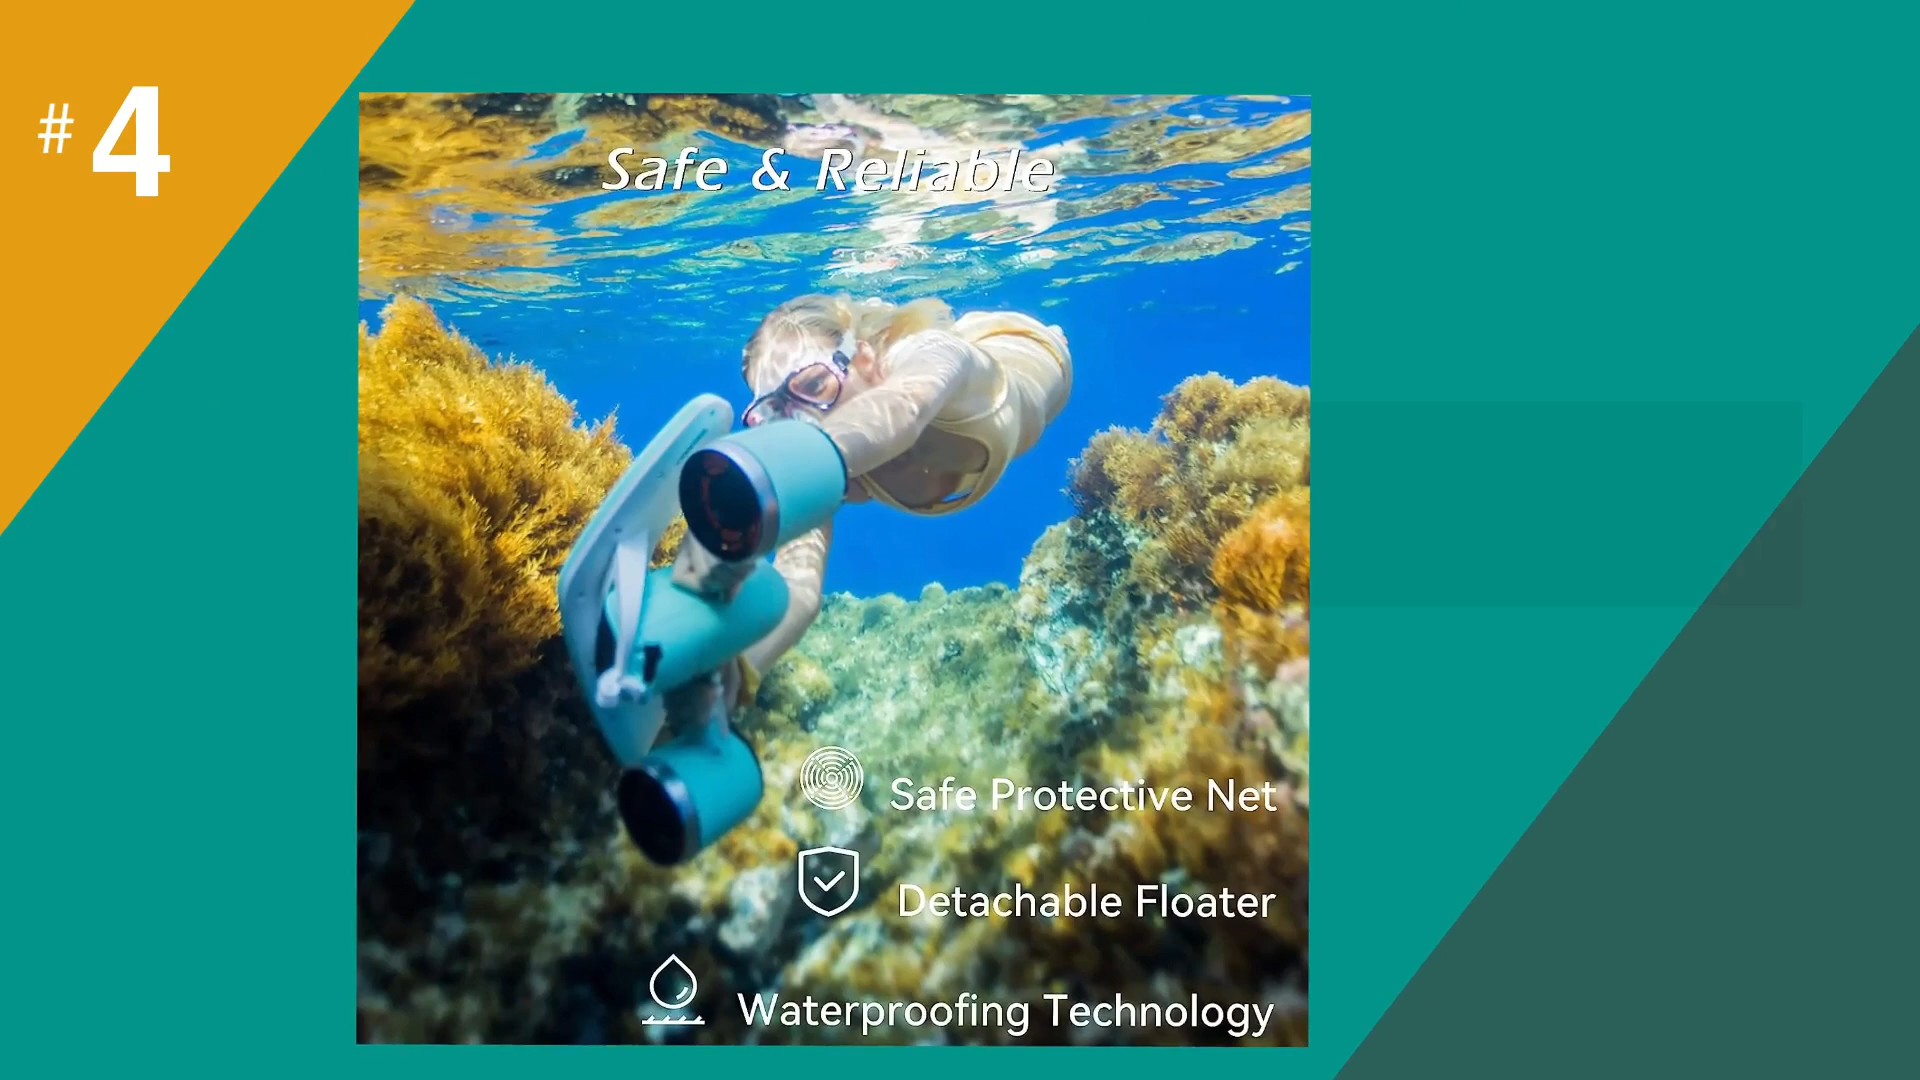 #4
Safe & Reliable
Safe Protective Net
Detachable Floater
Waterproofing Technology